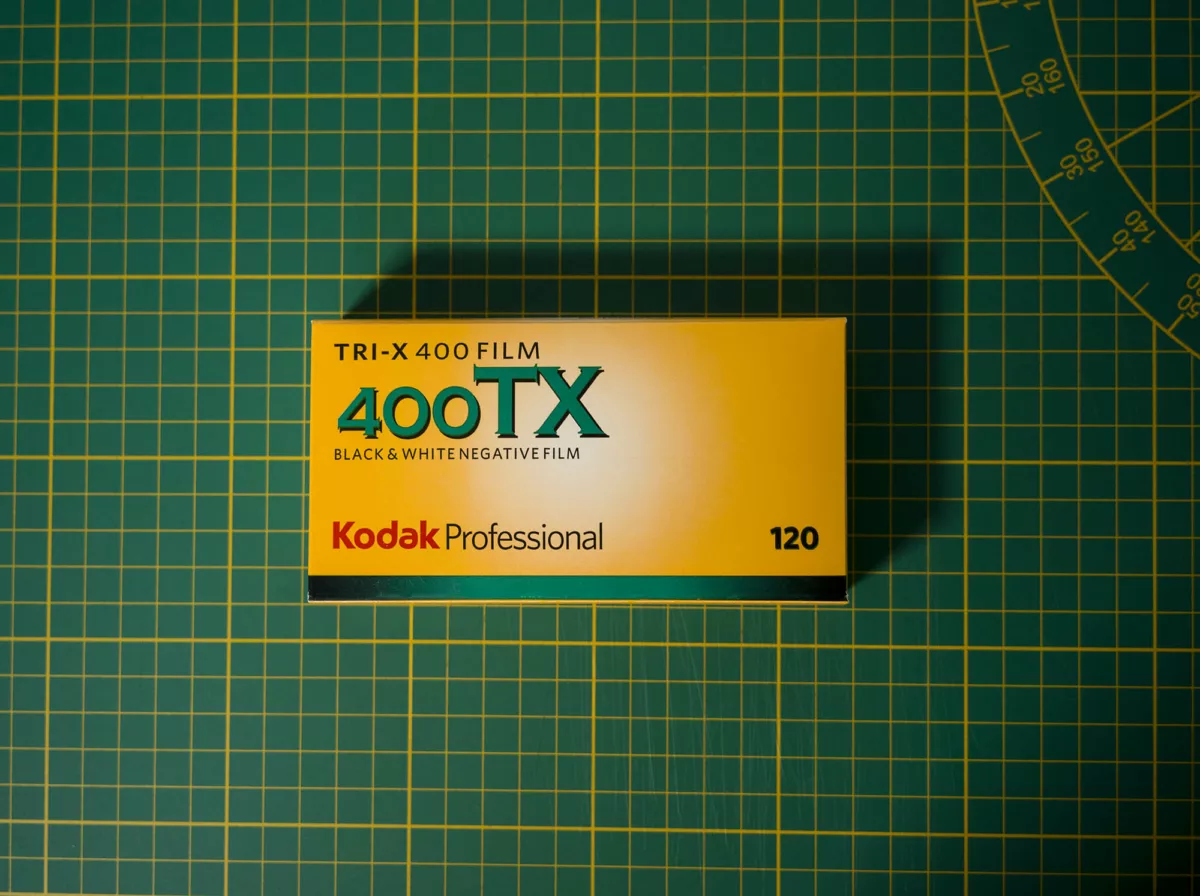 TRI-X 400 FILM
400TX
BLACK & WHITE NEGATIVE FILM
Kodak Professional
120
20
160
30
150
40
140
50